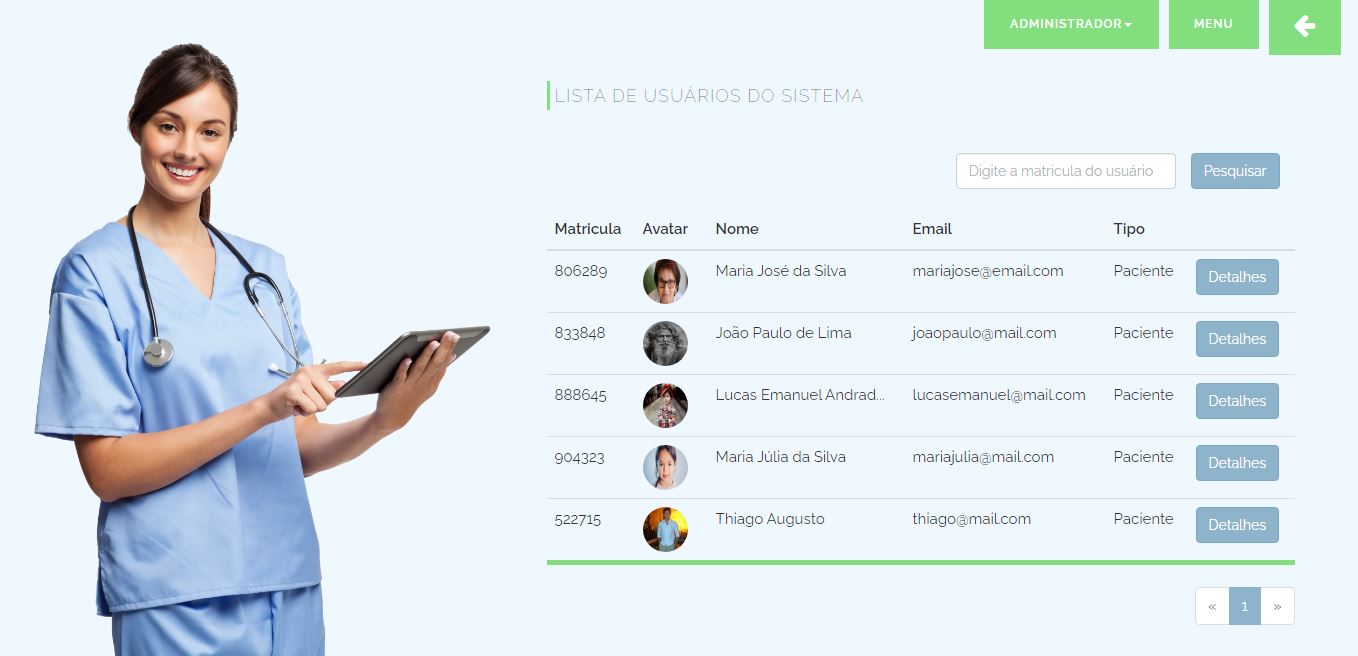 ADMINISTRADOR MENU
LISTA DE USUÁRIOS DO SISTEMA
Digite a matricula do usuário Pesquisar
Matricula Avatar Nome Email Tipo
806289 Maria José da Silva mariajose@email.com Paciente Detalhes
833848 João Paulo de Lima joaopaulo@mail.com Paciente Detalhes
888645 Lucas Emanuel Andrad... lucasemanuel@mail.com Paciente Detalhes
904323 Maria Júlia da Silva mariajulia@mail.com Paciente Detalhes
522715 Thiago Augusto thiago@mail.com Paciente Detalhes
« 1 »